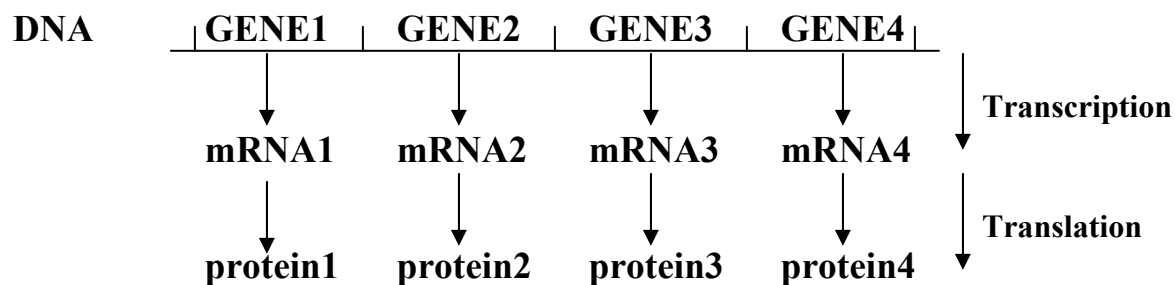 DNA GENE1 GENE2 GENE3 GENE4
Transcription
mRNA1 mRNA2 mRNA3 mRNA4
Translation
protein1 protein2 protein3 protein4